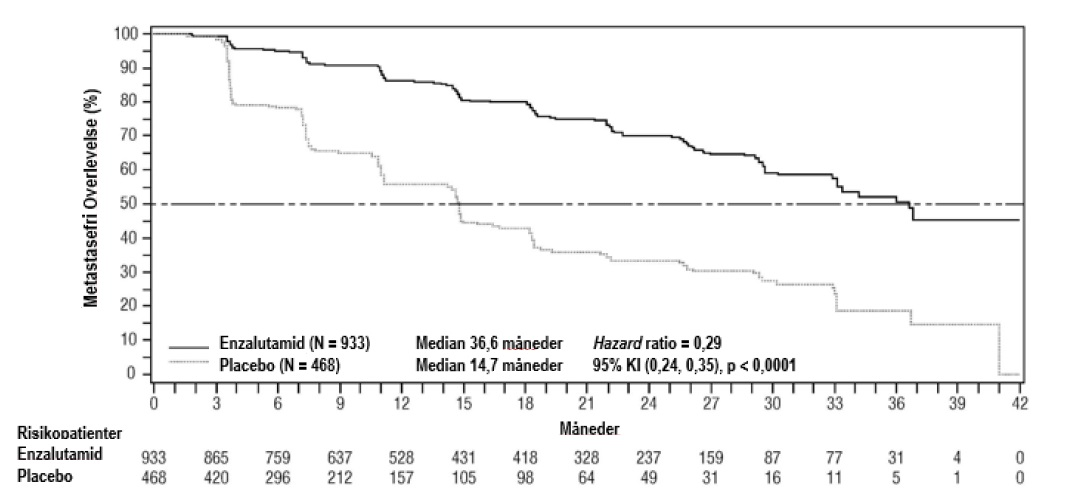 Metastasefri Overlevelse (%)
100
90
80
70
60
50
40
30
20
10
0
Enzalutamid (N = 933) Median 36,6 måneder Hazard ratio = 0,29
Placebo (N = 468) Median 14,7 måneder 95% KI (0,24, 0,35), p < 0,0001
0 3 6 9 12 15 18 21 24 27 30 33 36 39 42
Måneder
Risikopatienter
Enzalutamid 933 865 759 637 528 431 418 328 237 159 87 77 31 4 0
Placebo 468 420 296 212 157 105 98 64 49 31 16 11 5 1 0